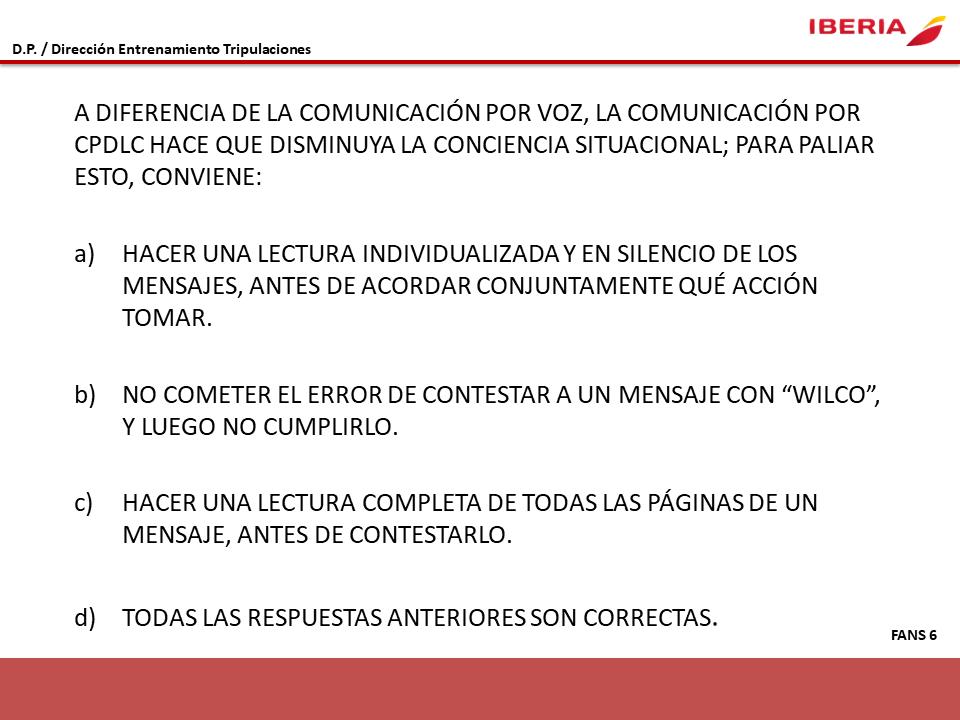 IBERIA
D.P. / Dirección Entrenamiento Tripulaciones
A DIFERENCIA DE LA COMUNICACIÓN POR VOZ, LA COMUNICACIÓN POR
CPDLC HACE QUE DISMINUYA LA CONCIENCIA SITUACIONAL; PARA PALIAR
ESTO, CONVIENE:
a) HACER UNA LECTURA INDIVIDUALIZADA Y EN SILENCIO DE LOS
MENSAJES, ANTES DE ACORDAR CONJUNTAMENTE QUÉ ACCIÓN
TOMAR.
b) NO COMETER EL ERROR DE CONTESTAR A UN MENSAJE CON “WILCO”,
Y LUEGO NO CUMPLIRLO.
c) HACER UNA LECTURA COMPLETA DE TODAS LAS PÁGINAS DE UN
MENSAJE, ANTES DE CONTESTARLO.
d) TODAS LAS RESPUESTAS ANTERIORES SON CORRECTAS.
FANS 6